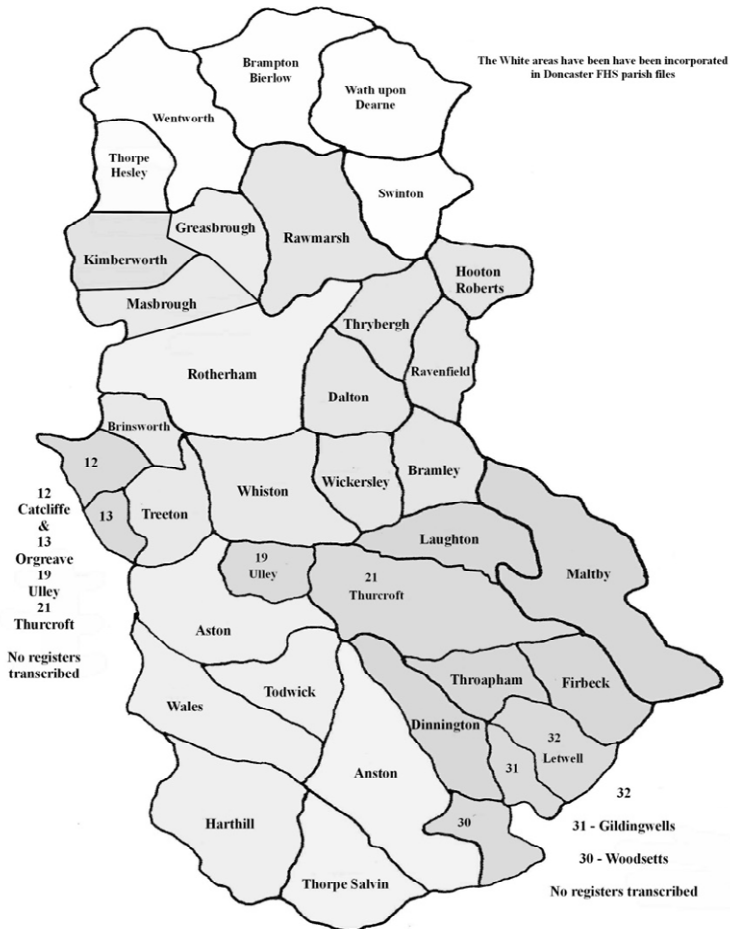 The White areas have been have been incorporated
in Doncaster FHS parish files
Brampton
Bierlow
Wath upon
Dearne
Wentworth
Thorpe
Hesley
Swinton
Greasbrough
Rawmarsh
Kimberworth
Hooton
Roberts
Masbrough
Thrybergh
Rotherham
Ravenfield
Dalton
Brinsworth
12
Whiston
Wickersley
Bramley
12
Catcliffe
&
13
Orgreave
19
Ulley
21
Thurcroft
No registers
transcribed
13
Treeton
Laughton
Maltby
19
Ulley
21
Thurcroft
Aston
Throapham
Firbeck
Todwick
Wales
Dinnington
32
Letwell
31
Anston
32
31 - Gildingwells
30 - Woodsetts
No registers transcribed
30
Harthill
Thorpe Salvin